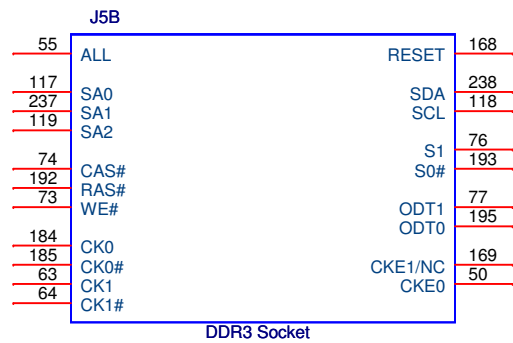 J5B
55 ALL RESET 168
117 SA0 SDA 238
237 SA1 SCL 118
119 SA2
S1 76
74 CAS# S0# 193
192 RAS#
73 WE# ODT1 77
ODT0 195
184 CK0
185 CK0# CKE1/NC 169
63 CK1 CKE0 50
64 CK1#
DDR3 Socket